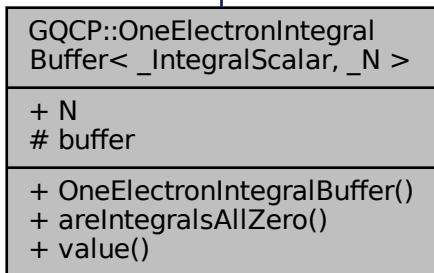 GQCP::OneElectronIntegral
Buffer< _IntegralScalar, _N >
+ N
# buffer
+ OneElectronIntegralBuffer()
+ areIntegralsAllZero()
+ value()